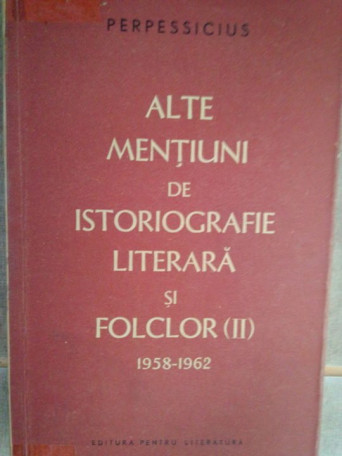 PERPESSICIUS
ALTE
MENȚIUNI
DE
ISTORIOGRAFIE
LITERARĂ
ȘI
FOLCLOR (II)
1958-1962
EDITURA PENTRU LITERATURA